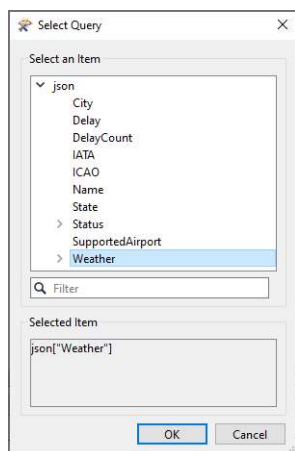 Select Query
Select an Item
json
City
Delay
DelayCount
IATA
ICAO
Name
State
Status
SupportedAirport
Weather
Filter
Selected Item
json["Weather"]
OK
Cancel